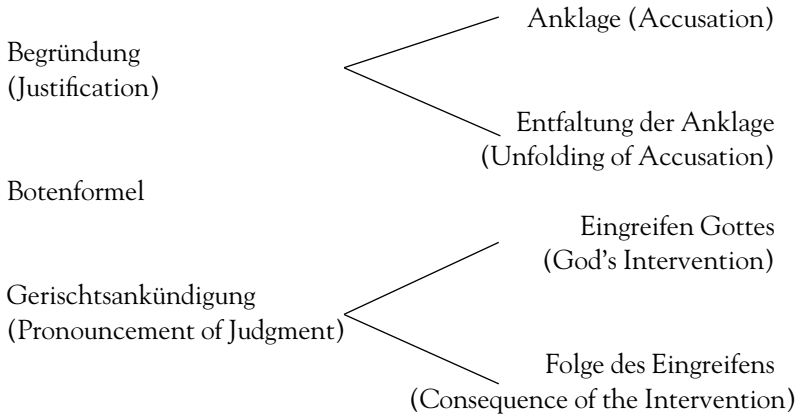 Anklage (Accusation)
Begründung
(Justification)
Entfaltung der Anklage
(Unfolding of Accusation)
Botenformel
Eingreifen Gottes
(God's Intervention)
Gerischtsankündigung
(Pronouncement of Judgment)
Folge des Eingreifens
(Consequence of the Intervention)